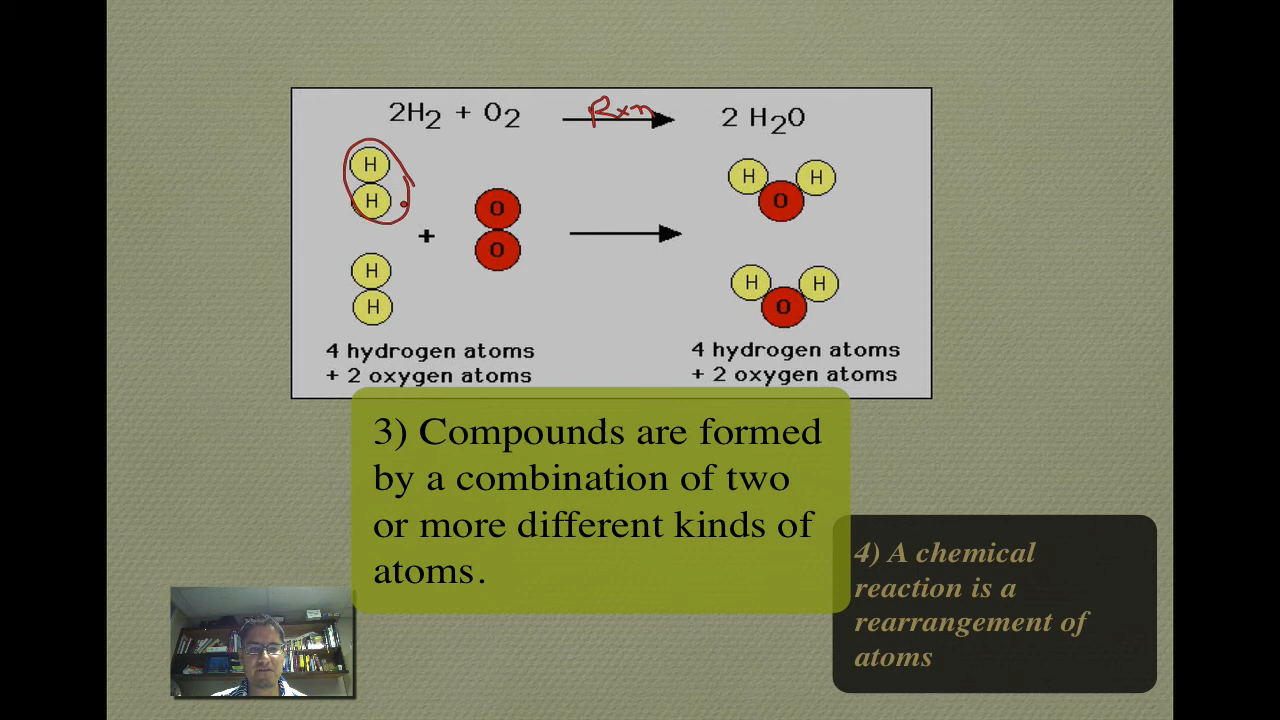 2H₂ + O₂ Rxn 2 H₂O
H H H
H O O
+ O
H O H H
H O
4 hydrogen atoms 4 hydrogen atoms
+ 2 oxygen atoms + 2 oxygen atoms
3) Compounds are formed
by a combination of two
or more different kinds of
atoms.
4) A chemical
reaction is a
rearrangement of
atoms